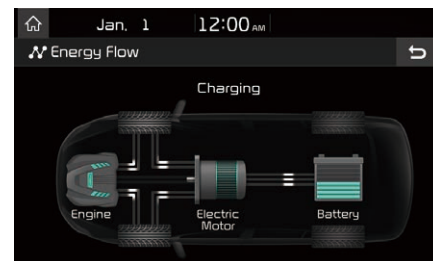 Jan. 1 12:00 AM
Energy Flow
Charging
Engine
Electric
Motor
Battery